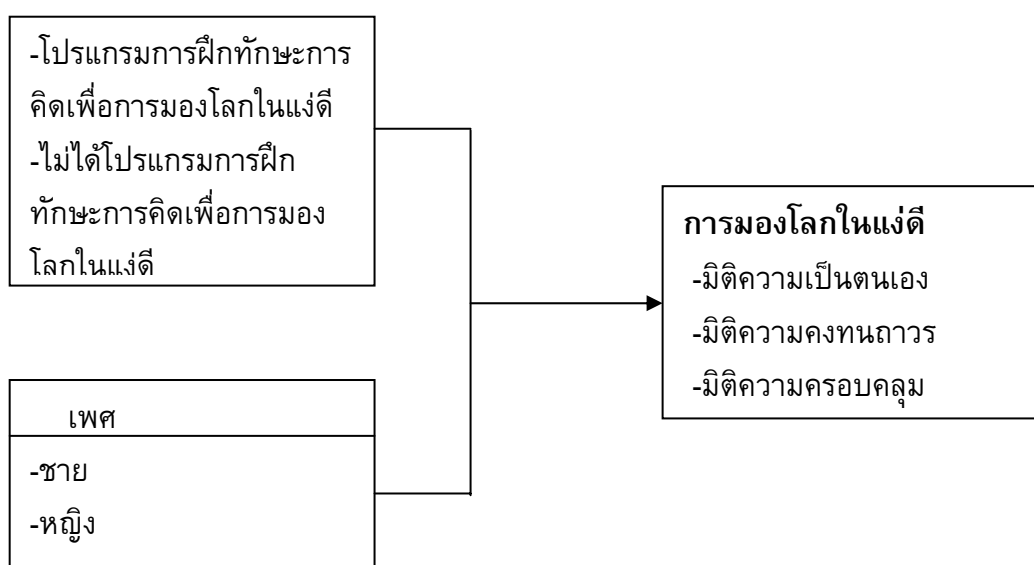 -โปรแกรมการฝึกทักษะการ
คิดเพื่อการมองโลกในแง่ดี
-ไม่ได้โปรแกรมการฝึก
ทักษะการคิดเพื่อการมอง
โลกในแง่ดี
การมองโลกในแง่ดี
-มิติความเป็นตนเอง
-มิติความคงทนถาวร
-มิติความครอบคลุม
เพศ
-ชาย
-หญิง